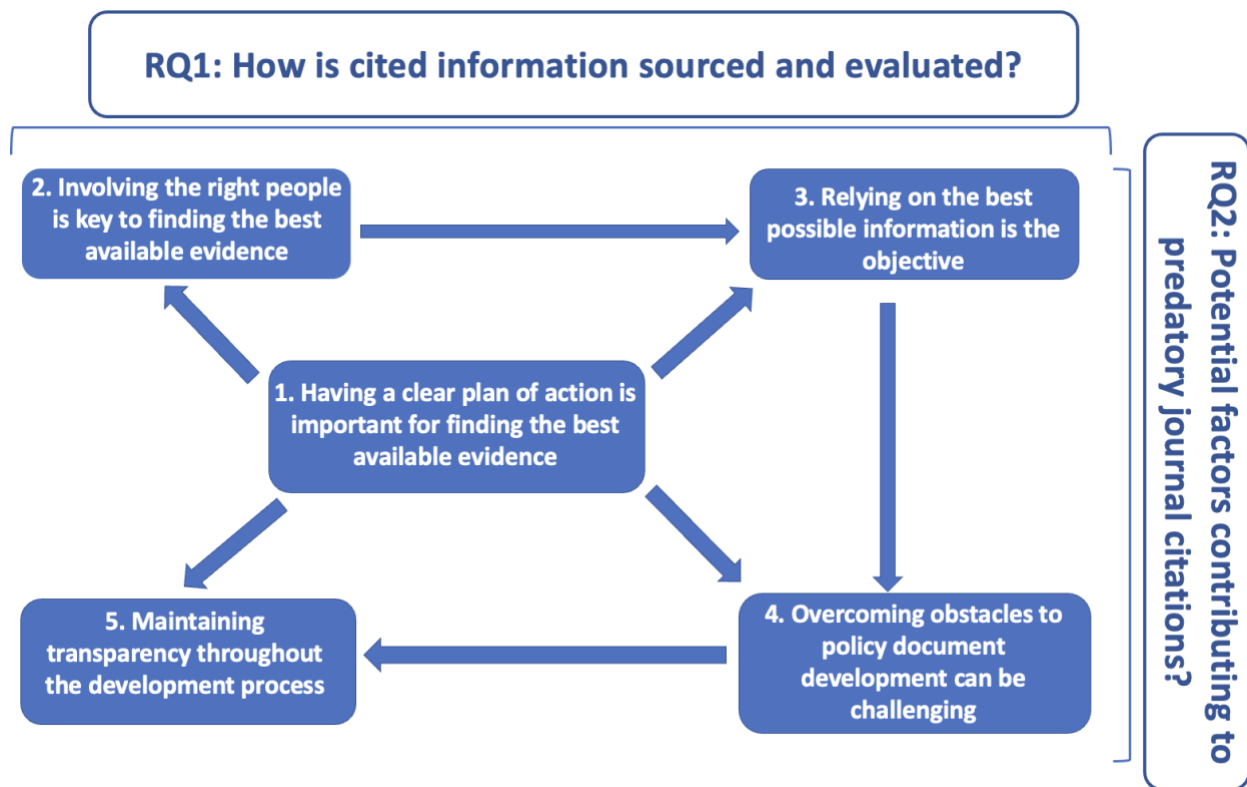 RQ1: How is cited information sourced and evaluated?
2. Involving the right people
is key to finding the best
available evidence
3. Relying on the best
possible information is the
objective
1. Having a clear plan of action is
important for finding the best
available evidence
5. Maintaining
transparency throughout
the development process
4. Overcoming obstacles to
policy document
development can be
challenging
RQ2: Potential factors contributing to
predatory journal citations?